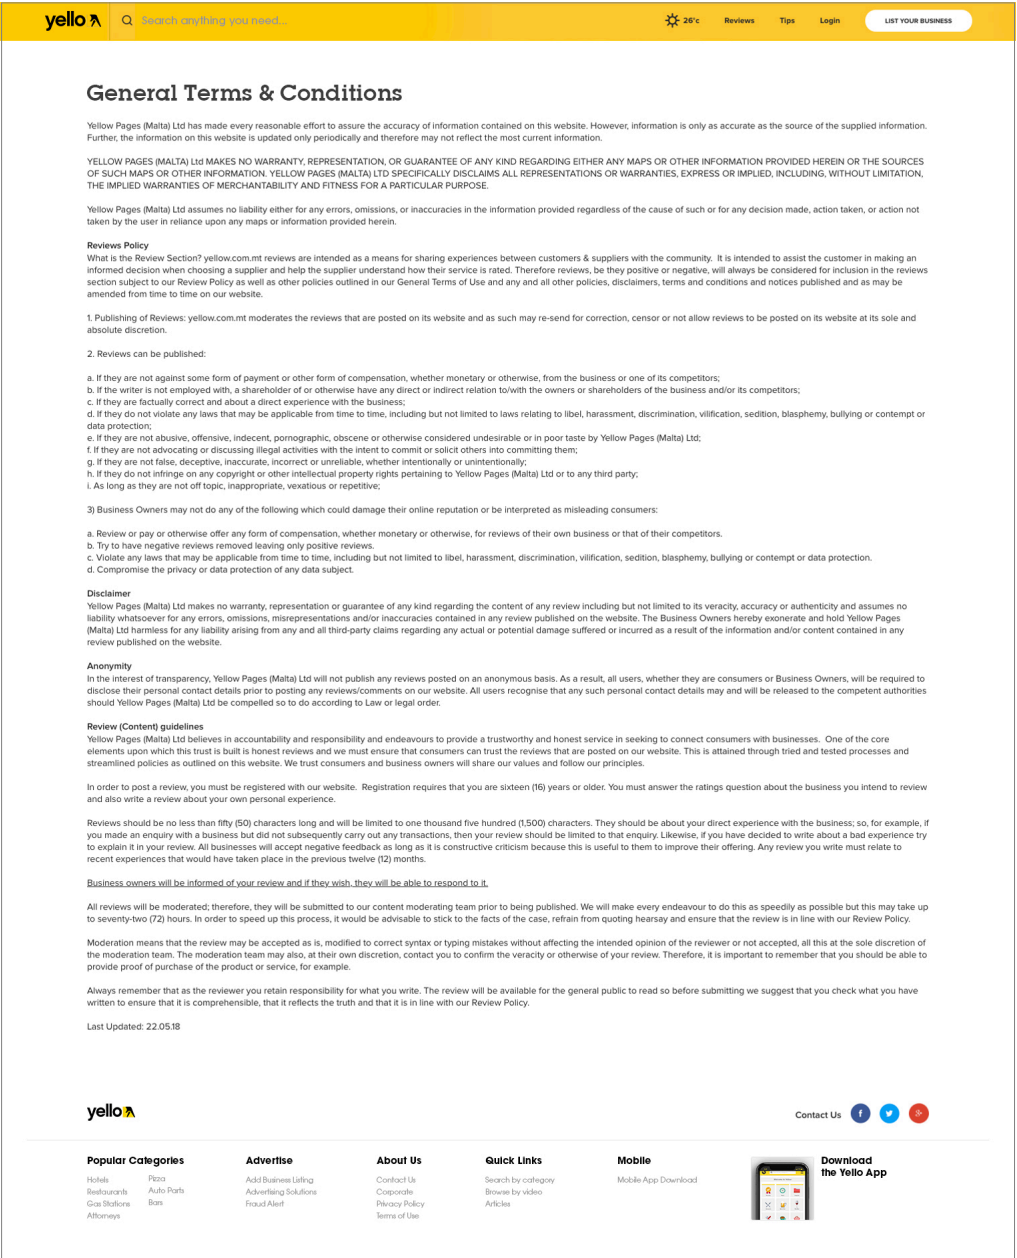 yello
Search anything you need...
26°c
Reviews
Tips
Login
LIST YOUR BUSINESS
General Terms & Conditions
Yellow Pages (Malta) Ltd has made every reasonable effort to assure the accuracy of information contained on this website. However, information is only as accurate as the source of the supplied information.
Further, the information on this website is updated only periodically and therefore may not reflect the most current information.
YELLOW PAGES (MALTA) Ltd MAKES NO WARRANTY, REPRESENTATION, OR GUARANTEE OF ANY KIND REGARDING EITHER ANY MAPS OR OTHER INFORMATION PROVIDED HEREIN OR THE SOURCES
OF SUCH MAPS OR OTHER INFORMATION. YELLOW PAGES (MALTA) LTD SPECIFICALLY DISCLAIMS ALL REPRESENTATIONS OR WARRANTIES, EXPRESS OR IMPLIED, INCLUDING, WITHOUT LIMITATION,
THE IMPLIED WARRANTIES OF MERCHANTABILITY AND FITNESS FOR A PARTICULAR PURPOSE.
Yellow Pages (Malta) Ltd assumes no liability either for any errors, omissions, or inaccuracies in the information provided regardless of the cause of such or for any decision made, action taken, or action not
taken by the user in reliance upon any maps or information provided herein.
Reviews Policy
What is the Review Section? yellow.com.mt reviews are intended as a means for sharing experiences between customers & suppliers with the community. It is intended to assist the customer in making an
informed decision when choosing a supplier and help the supplier understand how their service is rated. Therefore reviews, be they positive or negative, will always be considered for inclusion in the reviews
section subject to our Review Policy as well as other policies outlined in our General Terms of Use and any and all other policies, disclaimers, terms and conditions and notices published and as may be
amended from time to time on our website.
1. Publishing of Reviews: yellow.com.mt moderates the reviews that are posted on its website and as such may re-send for correction, censor or not allow reviews to be posted on its website at its sole and
absolute discretion.
2. Reviews can be published:
a. If they are not against some form of payment or other form of compensation, whether monetary or otherwise, from the business or one of its competitors;
b. If the writer is not employed with, a shareholder of or otherwise have any direct or indirect relation to/with the owners or shareholders of the business and/or its competitors;
c. If they are factually correct and about a direct experience with the business;
d. If they do not violate any laws that may be applicable from time to time, including but not limited to laws relating to libel, harassment, discrimination, vilification, sedition, blasphemy, bullying or contempt or
data protection;
e. If they are not abusive, offensive, indecent, pornographic, obscene or otherwise considered undesirable or in poor taste by Yellow Pages (Malta) Ltd;
f. If they are not advocating or discussing illegal activities with the intent to commit or solicit others into committing them;
g. If they are not false, deceptive, inaccurate, incorrect or unreliable, whether intentionally or unintentionally;
h. If they do not infringe on any copyright or other intellectual property rights pertaining to Yellow Pages (Malta) Ltd or to any third party;
i. As long as they are not off topic, inappropriate, vexatious or repetitive;
3) Business Owners may not do any of the following which could damage their online reputation or be interpreted as misleading consumers:
a. Review or pay or otherwise offer any form of compensation, whether monetary or otherwise, for reviews of their own business or that of their competitors.
b. Try to have negative reviews removed leaving only positive reviews.
c. Violate any laws that may be applicable from time to time, including but not limited to libel, harassment, discrimination, vilification, sedition, blasphemy, bullying or contempt or data protection.
d. Compromise the privacy or data protection of any data subject.
Disclaimer
Yellow Pages (Malta) Ltd makes no warranty, representation or guarantee of any kind regarding the content of any review including but not limited to its veracity, accuracy or authenticity and assumes no
liability whatsoever for any errors, omissions, misrepresentations and/or inaccuracies contained in any review published on the website. The Business Owners hereby exonerate and hold Yellow Pages
(Malta) Ltd harmless for any liability arising from any and all third-party claims regarding any actual or potential damage suffered or incurred as a result of the information and/or content contained in any
review published on the website.
Anonymity
In the interest of transparency, Yellow Pages (Malta) Ltd will not publish any reviews posted on an anonymous basis. As a result, all users, whether they are consumers or Business Owners, will be required to
disclose their personal contact details prior to posting any reviews/comments on our website. All users recognise that any such personal contact details may and will be released to the competent authorities
should Yellow Pages (Malta) Ltd be compelled so to do according to Law or legal order.
Review (Content) guidelines
Yellow Pages (Malta) Ltd believes in accountability and responsibility and endeavours to provide a trustworthy and honest service in seeking to connect consumers with businesses. One of the core
elements upon which this trust is built is honest reviews and we must ensure that consumers can trust the reviews that are posted on our website. This is attained through tried and tested processes and
streamlined policies as outlined on this website. We trust consumers and business owners will share our values and follow our principles.
In order to post a review, you must be registered with our website. Registration requires that you are sixteen (16) years or older. You must answer the ratings question about the business you intend to review
and also write a review about your own personal experience.
Reviews should be no less than fifty (50) characters long and will be limited to one thousand five hundred (1,500) characters. They should be about your direct experience with the business; so, for example, if
you made an enquiry with a business but did not subsequently carry out any transactions, then your review should be limited to that enquiry. Likewise, if you have decided to write about a bad experience try
to explain it in your review. All businesses will accept negative feedback as long as it is constructive criticism because this is useful to them to improve their offering. Any review you write must relate to
recent experiences that would have taken place in the previous twelve (12) months.
Business owners will be informed of your review and if they wish, they will be able to respond to it.
All reviews will be moderated; therefore, they will be submitted to our content moderating team prior to being published. We will make every endeavour to do this as speedily as possible but this may take up
to seventy-two (72) hours. In order to speed up this process, it would be advisable to stick to the facts of the case, refrain from quoting hearsay and ensure that the review is in line with our Review Policy.
Moderation means that the review may be accepted as is, modified to correct syntax or typing mistakes without affecting the intended opinion of the reviewer or not accepted, all this at the sole discretion of
the moderation team. The moderation team may also, at their own discretion, contact you to confirm the veracity or otherwise of your review. Therefore, it is important to remember that you should be able to
provide proof of purchase of the product or service, for example.
Always remember that as the reviewer you retain responsibility for what you write. The review will be available for the general public to read so before submitting we suggest that you check what you have
written to ensure that it is comprehensible, that it reflects the truth and that it is in line with our Review Policy.
Last Updated: 22.05.18
yello
Contact Us
Popular Categories
Hotels
Restaurants
Gas Stations
Attorneys
Pizza
Auto Parts
Bars
Advertise
Add Business Listing
Advertising Solutions
Fraud Alert
About Us
Contact Us
Corporate
Privacy Policy
Terms of Use
Quick Links
Search by category
Browse by video
Articles
Mobile
Mobile App Download
Download
the Yello App